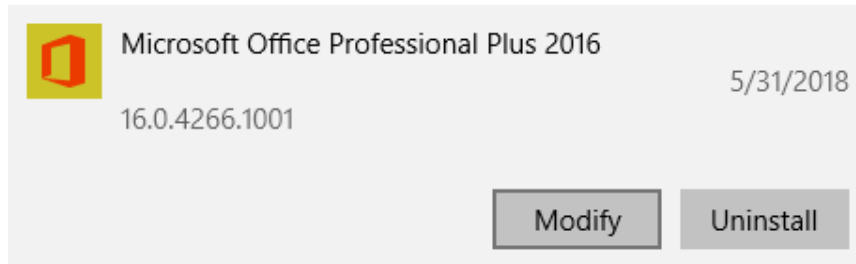 Microsoft Office Professional Plus 2016
5/31/2018
16.0.4266.1001
Modify
Uninstall